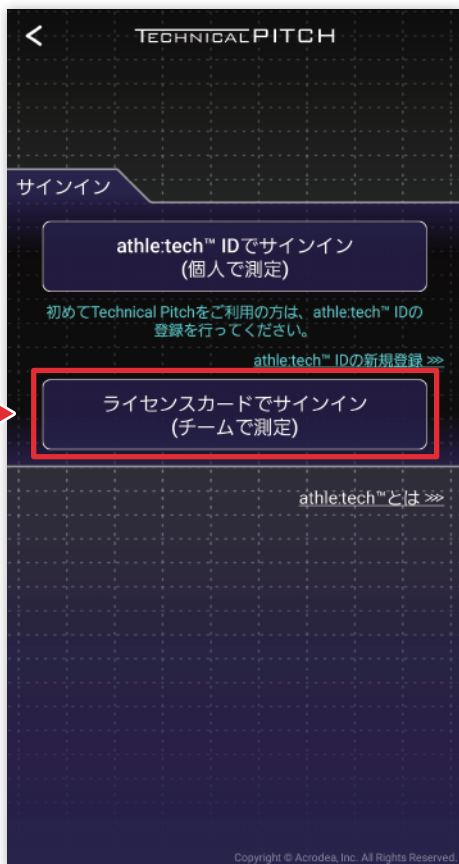 TECHNICALPITCH
サインイン
athle:tech™ IDでサインイン
(個人で測定)
初めてTechnical Pitchをご利用の方は、athle:tech™ IDの
登録を行ってください。
athle:tech™ IDの新規登録 >>>
ライセンスカードでサインイン
(チームで測定)
athle:tech™とは >>>
Copyright © Acrodea, Inc. All Rights Reserved.